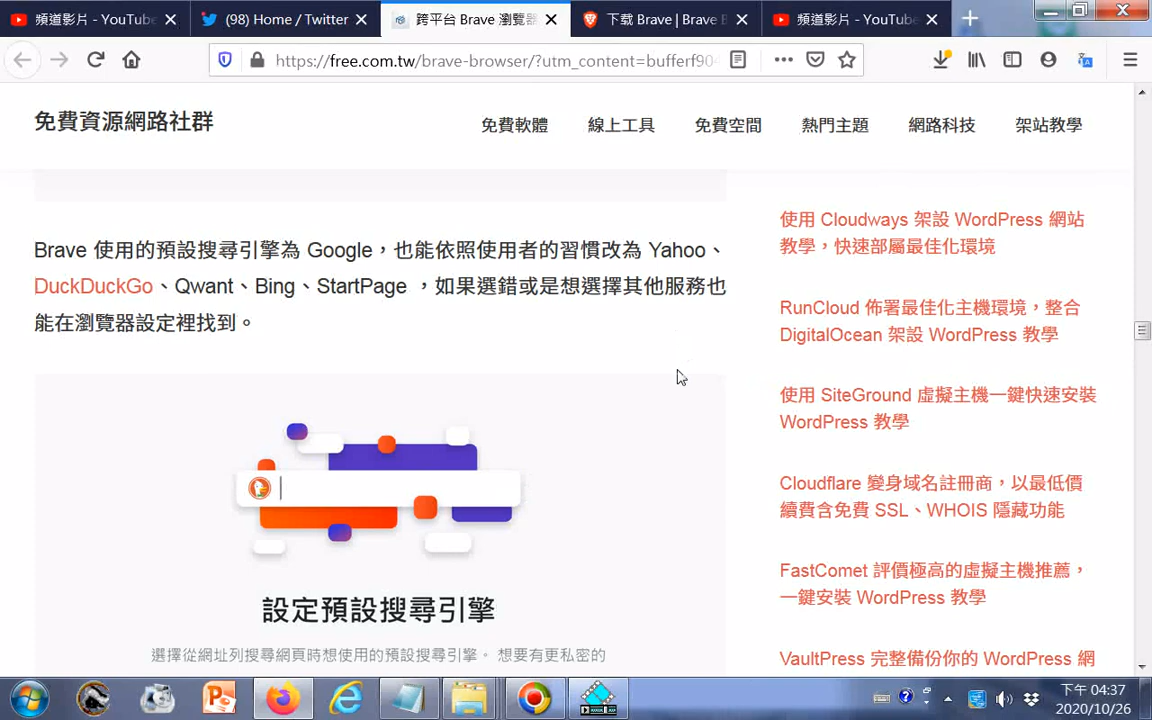 頻道影片 - YouTube
(98) Home / Twitter
跨平台 Brave 瀏覽器
下载 Brave | Brave B
頻道影片 - YouTube
https://free.com.tw/brave-browser/?utm_content=bufferf904
免費資源網路社群
免費軟體
線上工具
免費空間
熱門主題
網路科技
架站教學
Brave 使用的預設搜尋引擎為 Google，也能依照使用者的習慣改為 Yahoo、
DuckDuckGo、Qwant、Bing、StartPage ，如果選錯或是想選擇其他服務也
能在瀏覽器設定裡找到。
設定預設搜尋引擎
選擇從網址列搜尋網頁時想使用的預設搜尋引擎。 想要有更私密的
使用 Cloudways 架設 WordPress 網站
教學，快速部屬最佳化環境
RunCloud 佈署最佳化主機環境，整合
DigitalOcean 架設 WordPress 教學
使用 SiteGround 虛擬主機一鍵快速安裝
WordPress 教學
Cloudflare 變身域名註冊商，以最低價
續費含免費 SSL、WHOIS 隱藏功能
FastComet 評價極高的虛擬主機推薦，
一鍵安裝 WordPress 教學
VaultPress 完整備份你的 WordPress 網
下午 04:37
2020/10/26